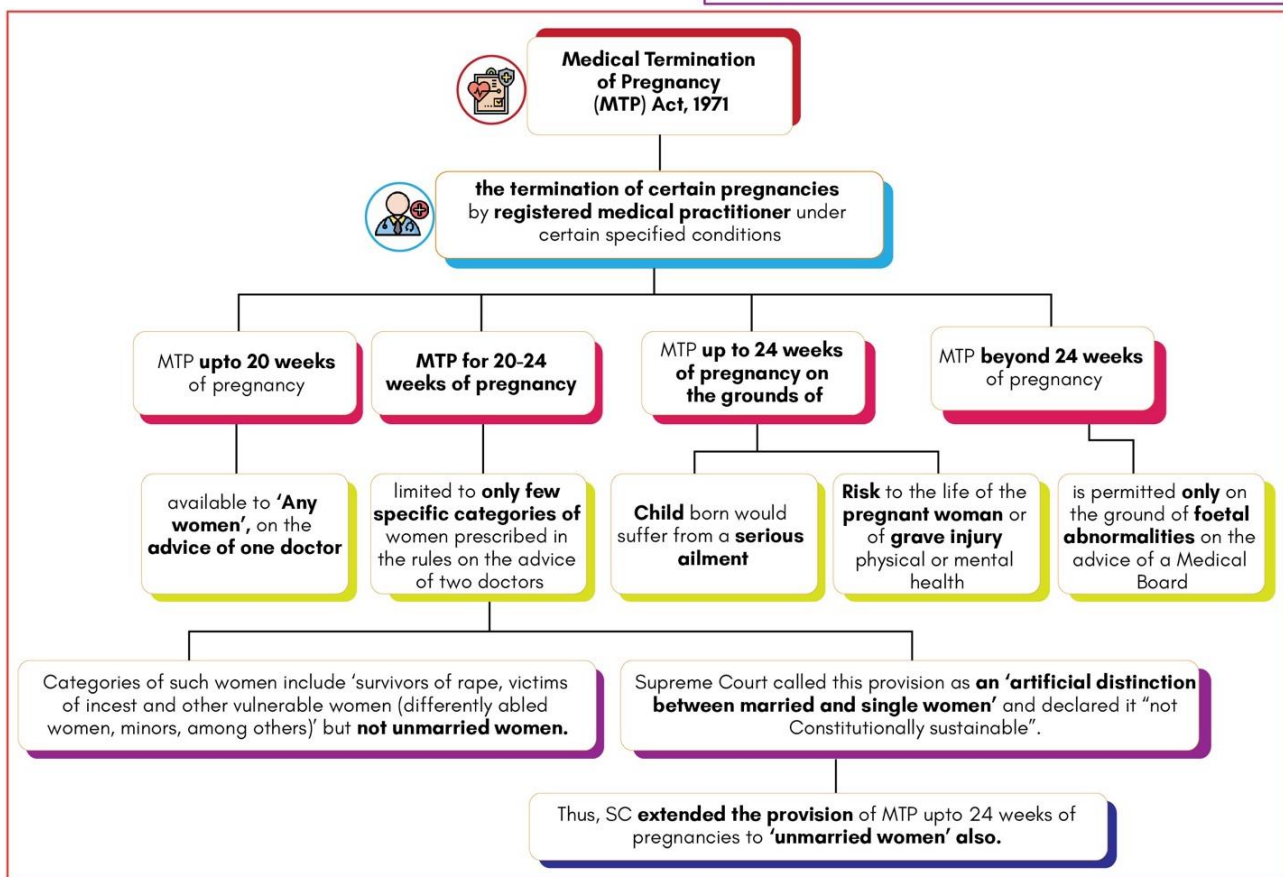 Medical Termination
of Pregnancy
(MTP) Act, 1971
the termination of certain pregnancies
by registered medical practitioner under
certain specified conditions
MTP upto 20 weeks
of pregnancy
MTP for 20-24
weeks of pregnancy
MTP up to 24 weeks
of pregnancy on
the grounds of
MTP beyond 24 weeks
of pregnancy
available to ‘Any
women’, on the
advice of one doctor
limited to only few
specific categories of
women prescribed in
the rules on the advice
of two doctors
Child born would
suffer from a serious
ailment
Risk to the life of the
pregnant woman or
of grave injury
physical or mental
health
is permitted only on
the ground of foetal
abnormalities on the
advice of a Medical
Board
Categories of such women include ‘survivors of rape, victims
of incest and other vulnerable women (differently abled
women, minors, among others)’ but not unmarried women.
Supreme Court called this provision as an ‘artificial distinction
between married and single women’ and declared it “not
Constitutionally sustainable”.
Thus, SC extended the provision of MTP upto 24 weeks of
pregnancies to ‘unmarried women’ also.